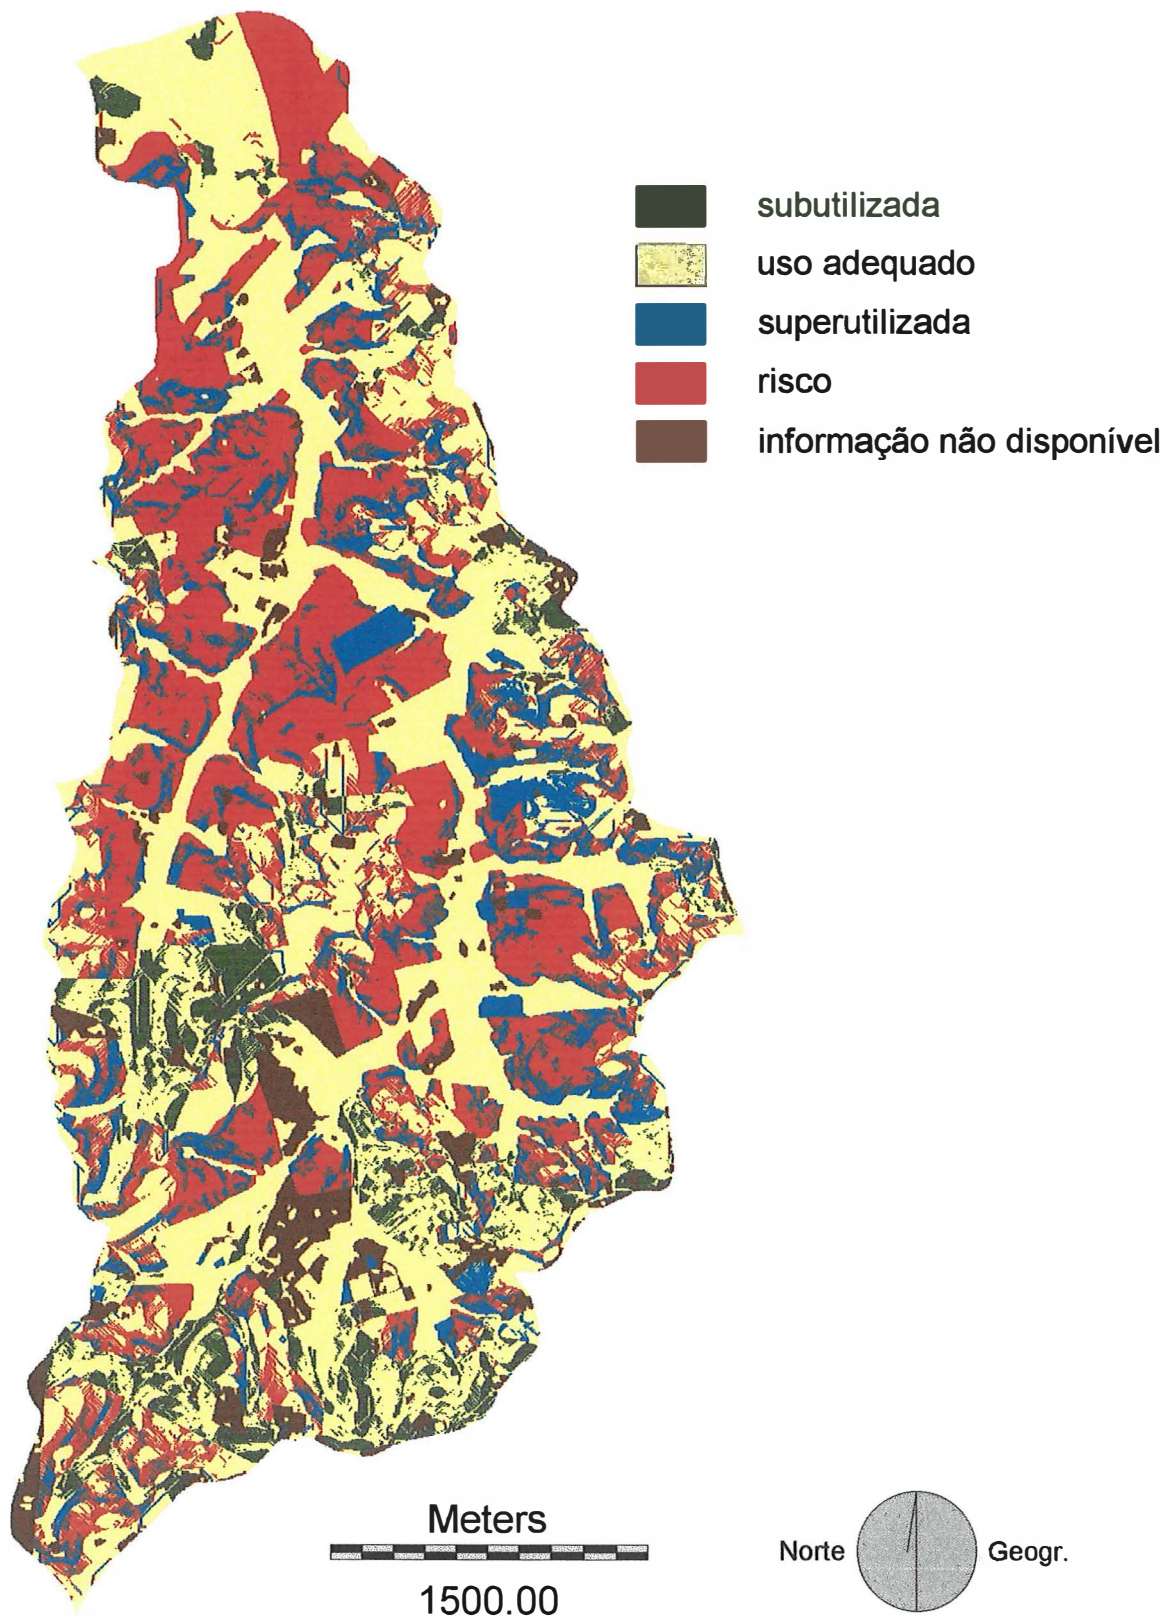 subutilizada
uso adequado
superutilizada
risco
informação não disponível
Meters
1500.00
Norte
Geogr.